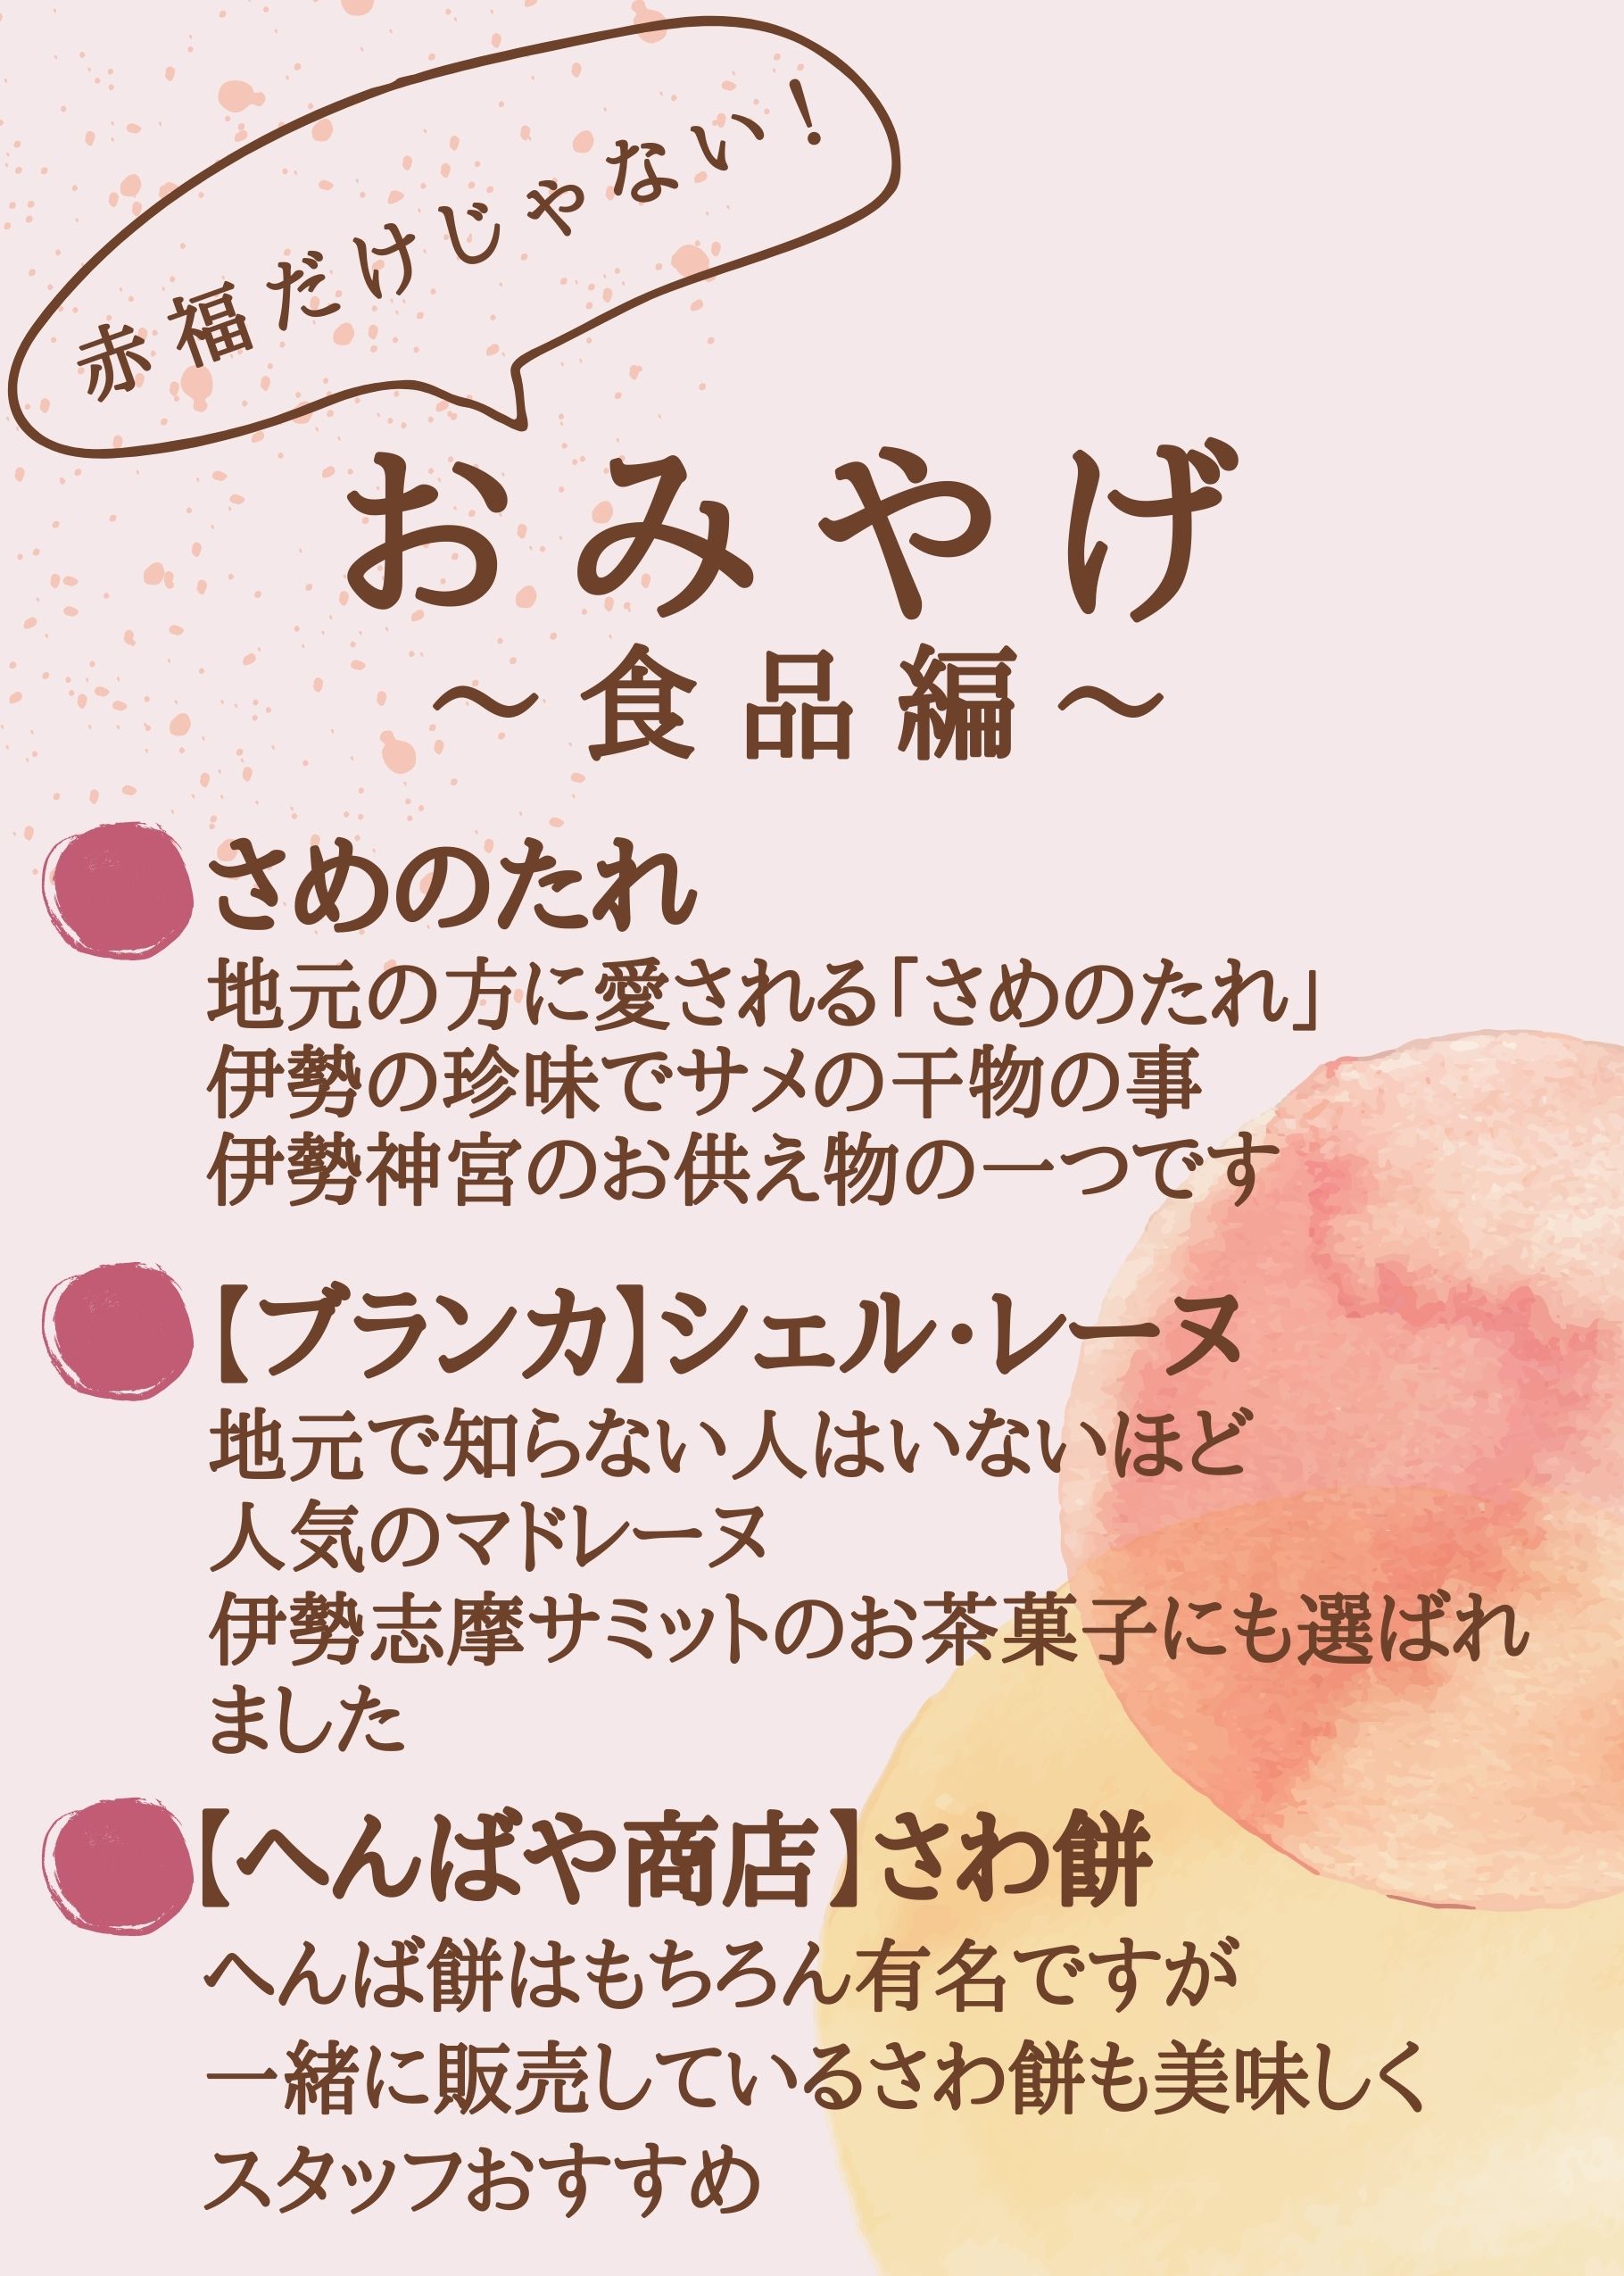 赤福だけじゃない!
おみやげ
～食品編～
さめのたれ
地元の方に愛される「さめのたれ」
伊勢の珍味でサメの干物の事
伊勢神宮のお供え物の一つです
【ブランカ】シェル・レーヌ
地元で知らない人はいないほど
人気のマドレーヌ
伊勢志摩サミットのお茶菓子にも選ばれ
ました
【へんばや商店】さわ餅
へんば餅はもちろん有名ですが
一緒に販売しているさわ餅も美味しく
スタッフおすすめ